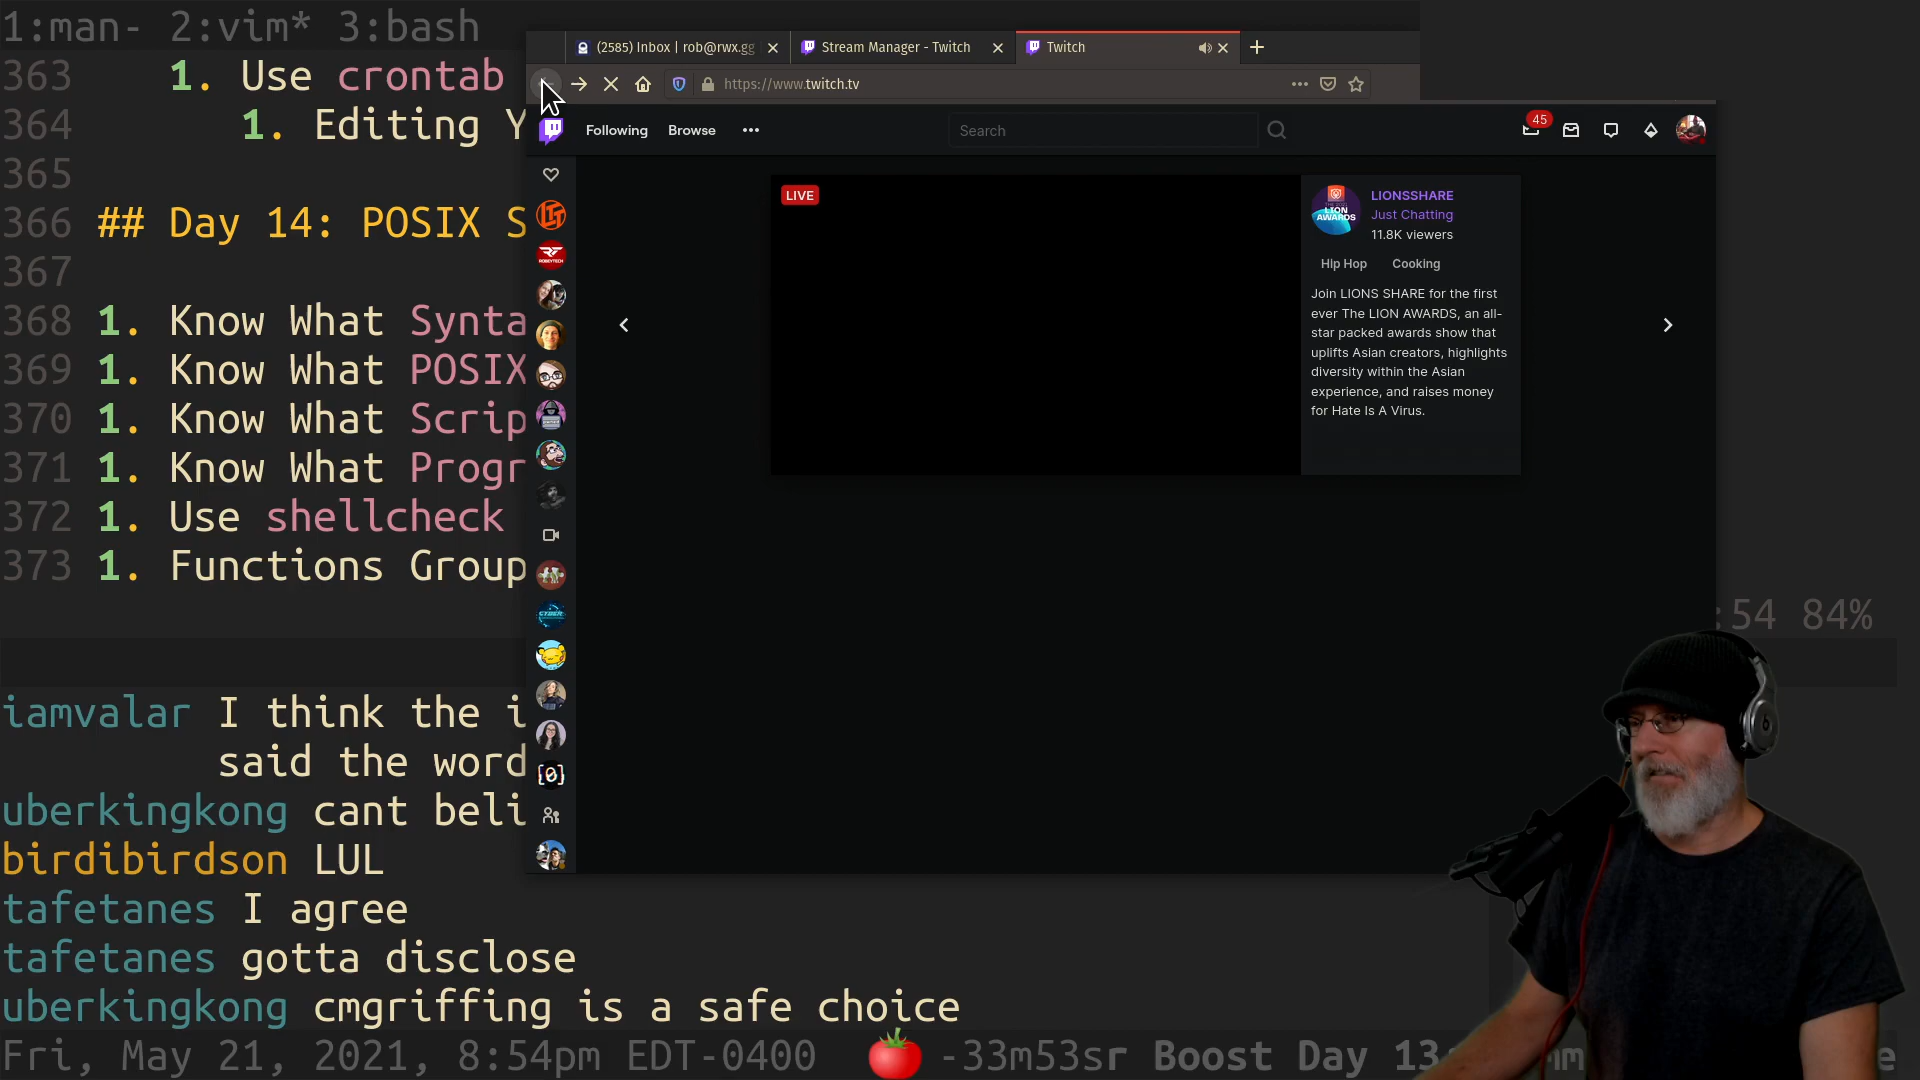 1:man- 2:vim* 3:bash
363 1. Use crontab
364 1. Editing Y
365
366 ## Day 14: POSIX S
367
368 1. Know What Synta
369 1. Know What POSIX
370 1. Know What Scrip
371 1. Know What Progr
372 1. Use shellcheck
373 1. Functions Group
(2585) Inbox | rob@rwx.gg
Stream Manager - Twitch
Twitch
https://www.twitch.tv
Following Browse
Search
45
LIVE
LIONSSHARE
Just Chatting
11.8K viewers
Hip Hop Cooking
Join LIONS SHARE for the first
ever The LION AWARDS, an all-
star packed awards show that
uplifts Asian creators, highlights
diversity within the Asian
experience, and raises money
for Hate Is A Virus.
LION
AWARDS
:54 84%
iamvalar I think the i
said the word
uberkingkong cant beli
birdibirdson LUL
tafetanes I agree
tafetanes gotta disclose
uberkingkong cmgriffing is a safe choice
Fri, May 21, 2021, 8:54pm EDT-0400 🍅 -33m53sr Boost Day 13